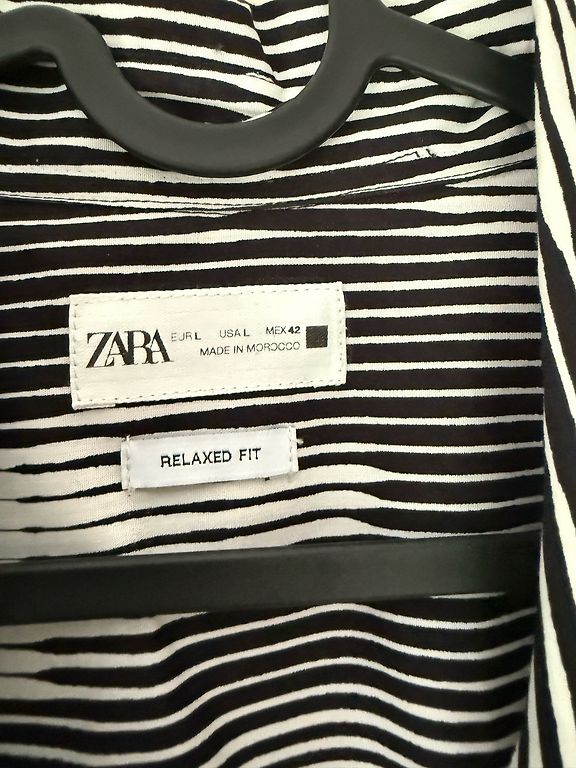 ZARA
EUR L USA L MEX 42
MADE IN MOROCCO
RELAXED FIT